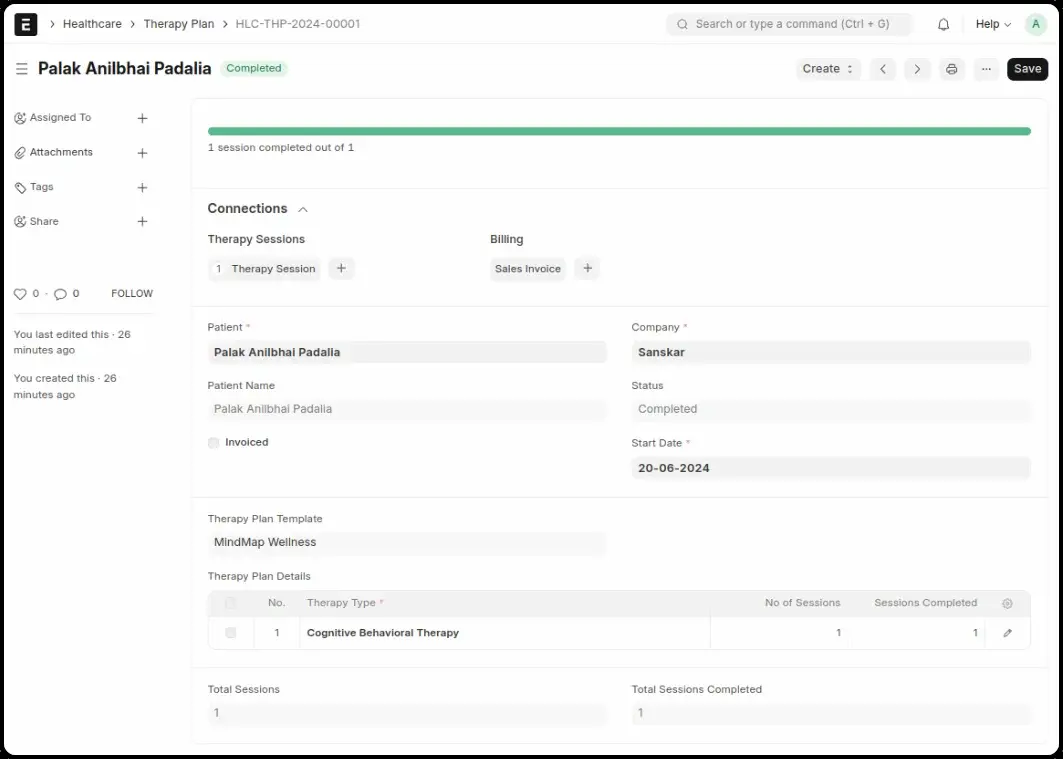 E > Healthcare > Therapy Plan > HLC-THP-2024-00001
Search or type a command (Ctrl + G)
Help
A
Palak Anilbhai Padalia
Completed
Create
...
Save
Assigned To +
Attachments +
Tags +
Share +
0 · 0 FOLLOW
You last edited this · 26
minutes ago
You created this · 26
minutes ago
1 session completed out of 1
Connections
Therapy Sessions
1 Therapy Session +
Billing
Sales Invoice +
Patient *
Palak Anilbhai Padalia
Company *
Sanskar
Patient Name
Palak Anilbhai Padalia
Status
Completed
Invoiced
Start Date *
20-06-2024
Therapy Plan Template
MindMap Wellness
Therapy Plan Details
No. Therapy Type * No of Sessions Sessions Completed
1 Cognitive Behavioral Therapy 1 1
Total Sessions
1
Total Sessions Completed
1